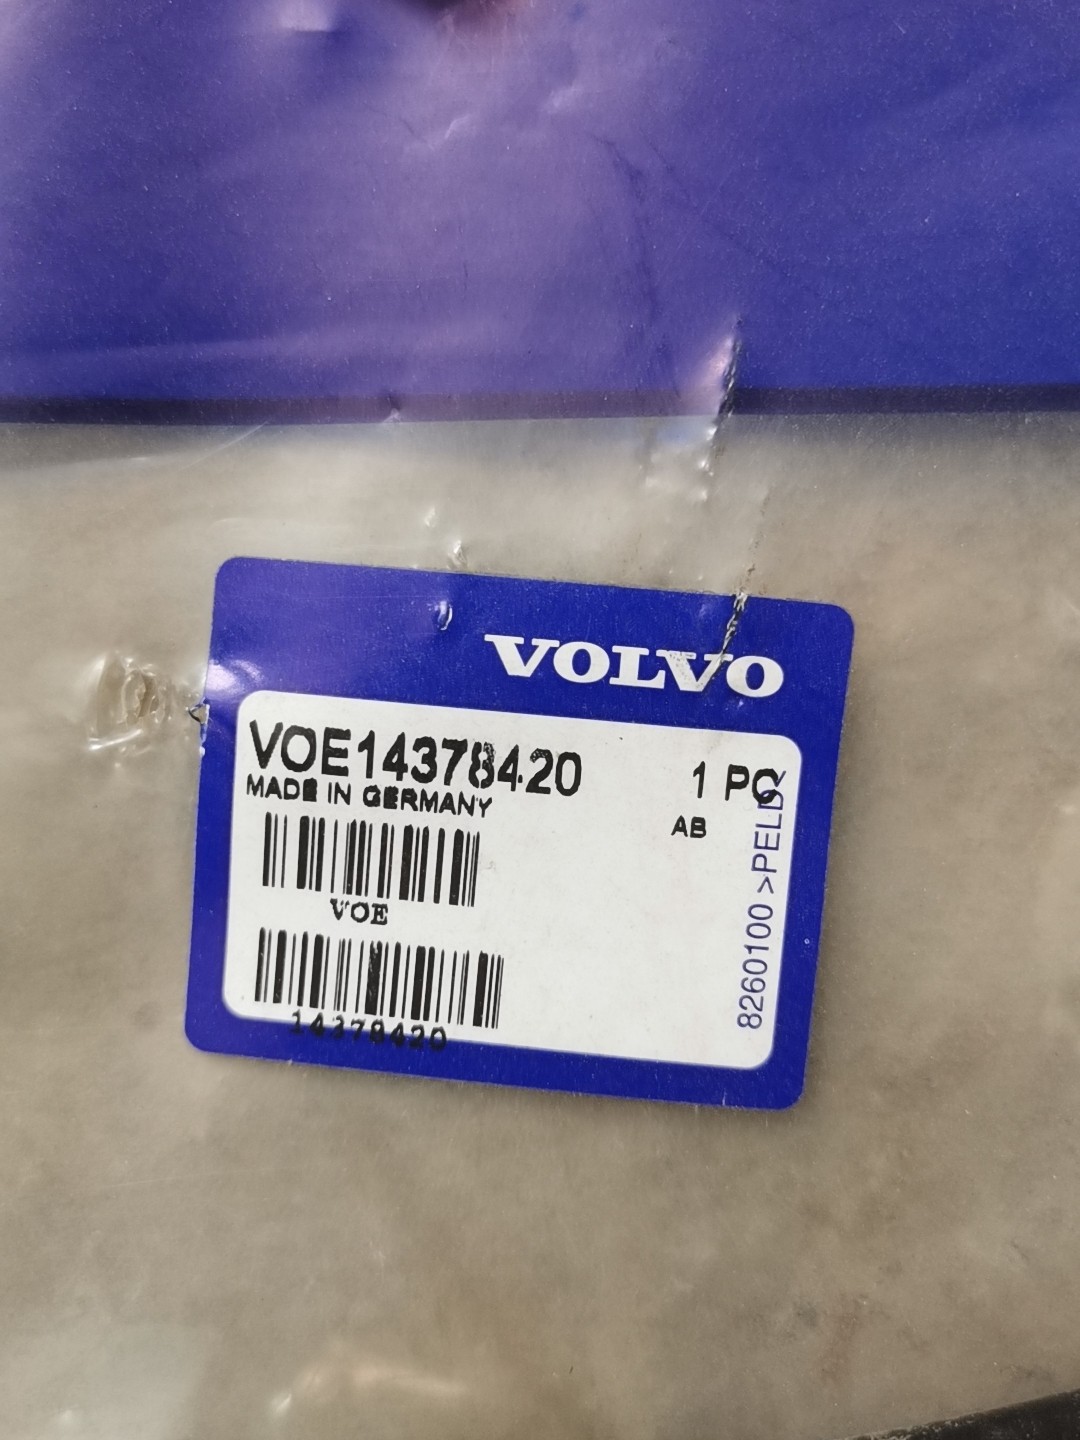 VOLVO
VOE14378420 1 PC
MADE IN GERMANY
AB
VOE
14378420
8260100 >PELD<